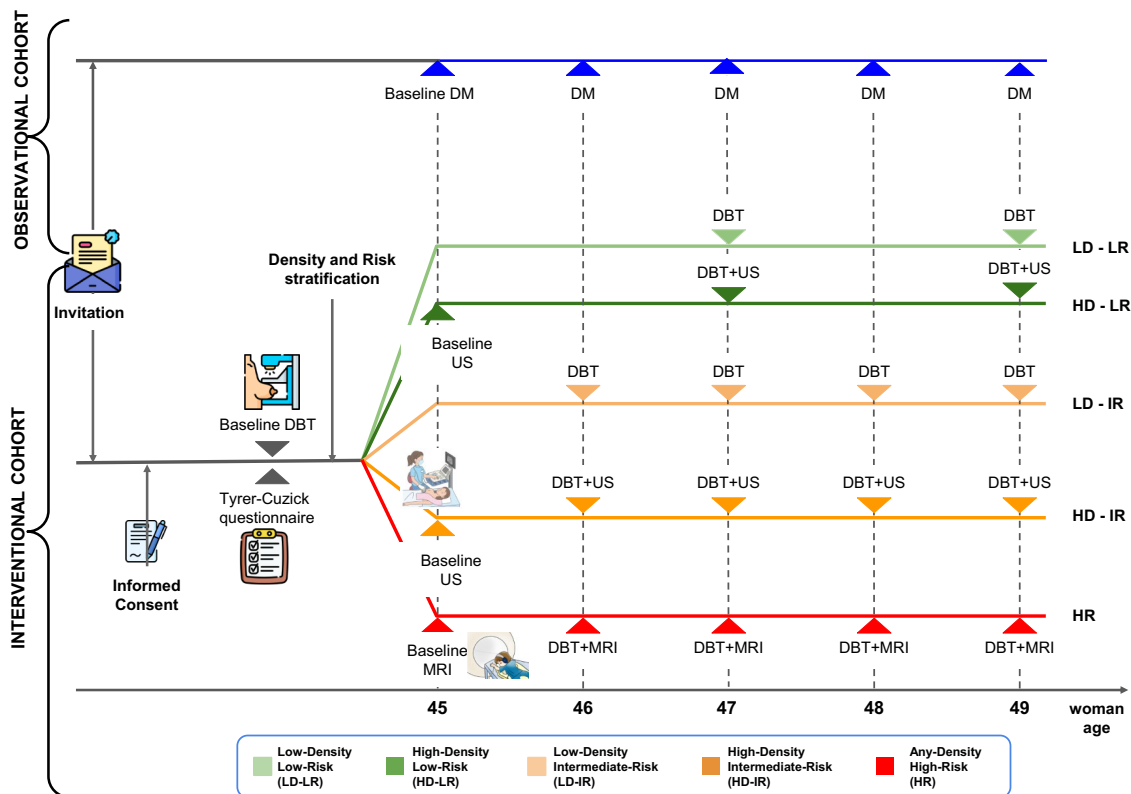 OBSERVATIONAL COHORT
INTERVENTIONAL COHORT
Baseline DM
DM
DM
DM
DM
Invitation
Density and Risk
stratification
DBT
DBT
LD - LR
DBT+US
DBT+US
HD - LR
Baseline
US
Baseline DBT
DBT
DBT
DBT
DBT
LD - IR
Tyrer-Cuzick
questionnaire
DBT+US
DBT+US
DBT+US
DBT+US
HD - IR
Baseline
US
Informed
Consent
HR
Baseline
MRI
DBT+MRI
DBT+MRI
DBT+MRI
DBT+MRI
45
46
47
48
49
woman
age
Low-Density
Low-Risk
(LD-LR)
High-Density
Low-Risk
(HD-LR)
Low-Density
Intermediate-Risk
(LD-IR)
High-Density
Intermediate-Risk
(HD-IR)
Any-Density
High-Risk
(HR)